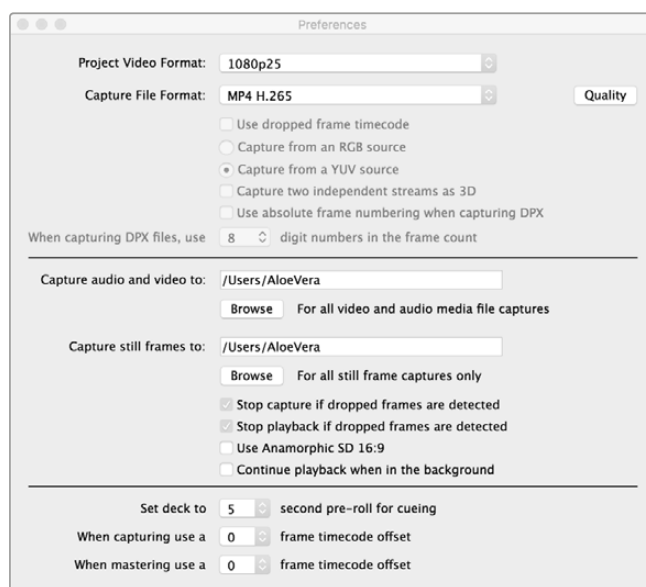 Preferences
Project Video Format: 1080p25
Capture File Format: MP4 H.265 Quality
Use dropped frame timecode
Capture from an RGB source
Capture from a YUV source
Capture two independent streams as 3D
Use absolute frame numbering when capturing DPX
When capturing DPX files, use 8 digit numbers in the frame count
Capture audio and video to: /Users/AloeVera
Browse For all video and audio media file captures
Capture still frames to: /Users/AloeVera
Browse For all still frame captures only
Stop capture if dropped frames are detected
Stop playback if dropped frames are detected
Use Anamorphic SD 16:9
Continue playback when in the background
Set deck to 5 second pre-roll for cueing
When capturing use a 0 frame timecode offset
When mastering use a 0 frame timecode offset